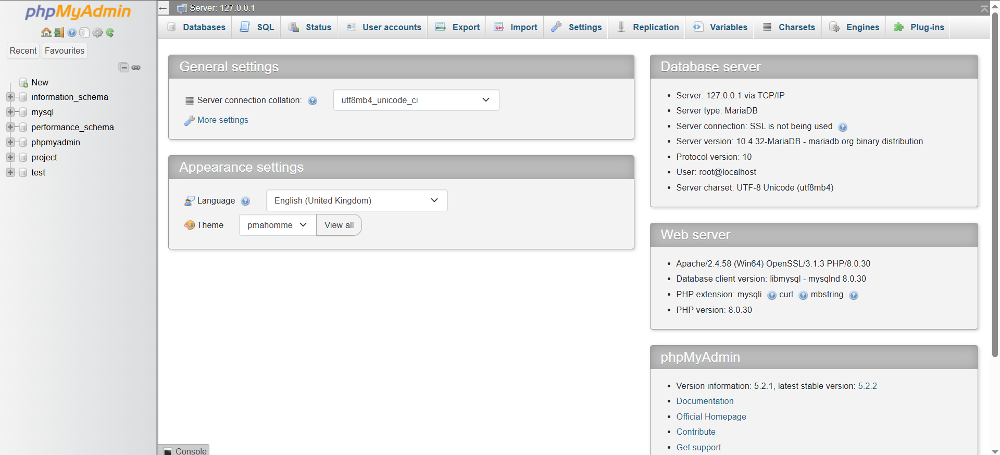 phpMyAdmin
Recent Favourites
New
information_schema
mysql
performance_schema
phpmyadmin
project
test
Server: 127.0.0.1
Databases SQL Status User accounts Export Import Settings Replication Variables Charsets Engines Plug-ins
General settings
Server connection collation: utf8mb4_unicode_ci
More settings
Appearance settings
Language English (United Kingdom)
Theme pmahomme View all
Database server
Server: 127.0.0.1 via TCP/IP
Server type: MariaDB
Server connection: SSL is not being used
Server version: 10.4.32-MariaDB - mariadb.org binary distribution
Protocol version: 10
User: root@localhost
Server charset: UTF-8 Unicode (utf8mb4)
Web server
Apache/2.4.58 (Win64) OpenSSL/3.1.3 PHP/8.0.30
Database client version: libmysql - mysqlnd 8.0.30
PHP extension: mysqli curl mbstring
PHP version: 8.0.30
phpMyAdmin
Version information: 5.2.1, latest stable version: 5.2.2
Documentation
Official Homepage
Contribute
Get support
Console